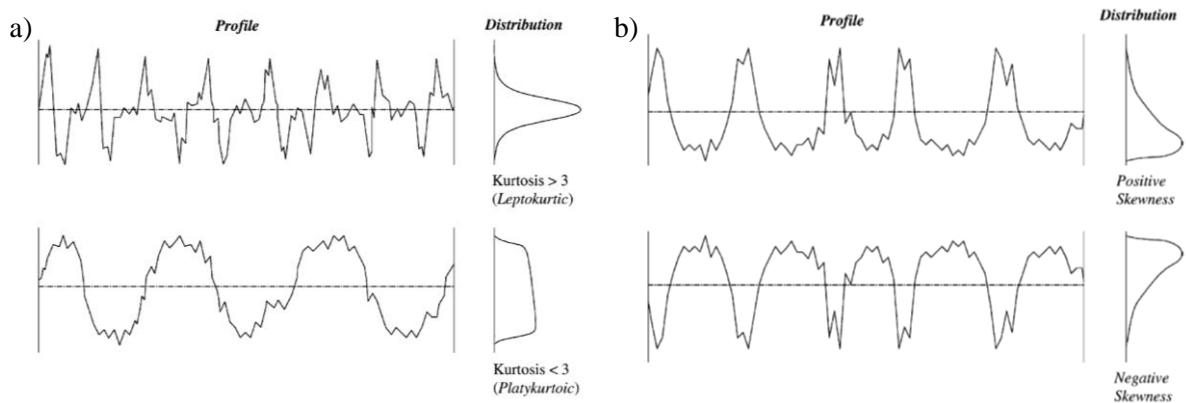 a)
Profile
Distribution
Kurtosis > 3
(Leptokurtic)
Kurtosis < 3
(Platykurtoic)
b)
Profile
Distribution
Positive
Skewness
Negative
Skewness